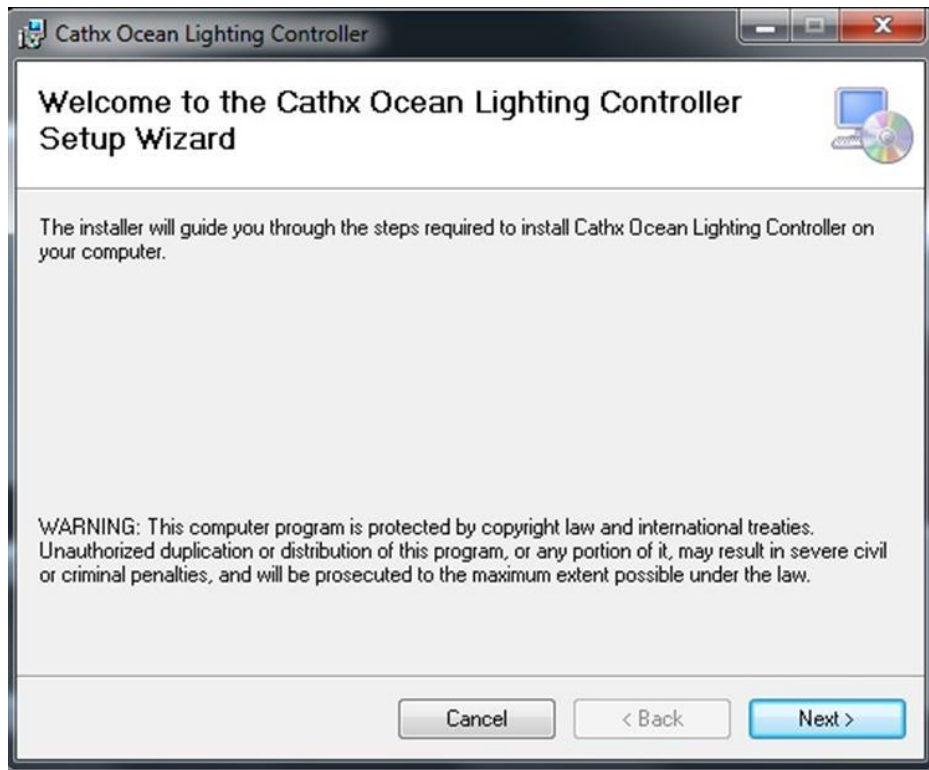 Cathx Ocean Lighting Controller
Welcome to the Cathx Ocean Lighting Controller
Setup Wizard
The installer will guide you through the steps required to install Cathx Ocean Lighting Controller on
your computer.
WARNING: This computer program is protected by copyright law and international treaties.
Unauthorized duplication or distribution of this program, or any portion of it, may result in severe civil
or criminal penalties, and will be prosecuted to the maximum extent possible under the law.
Cancel < Back Next >